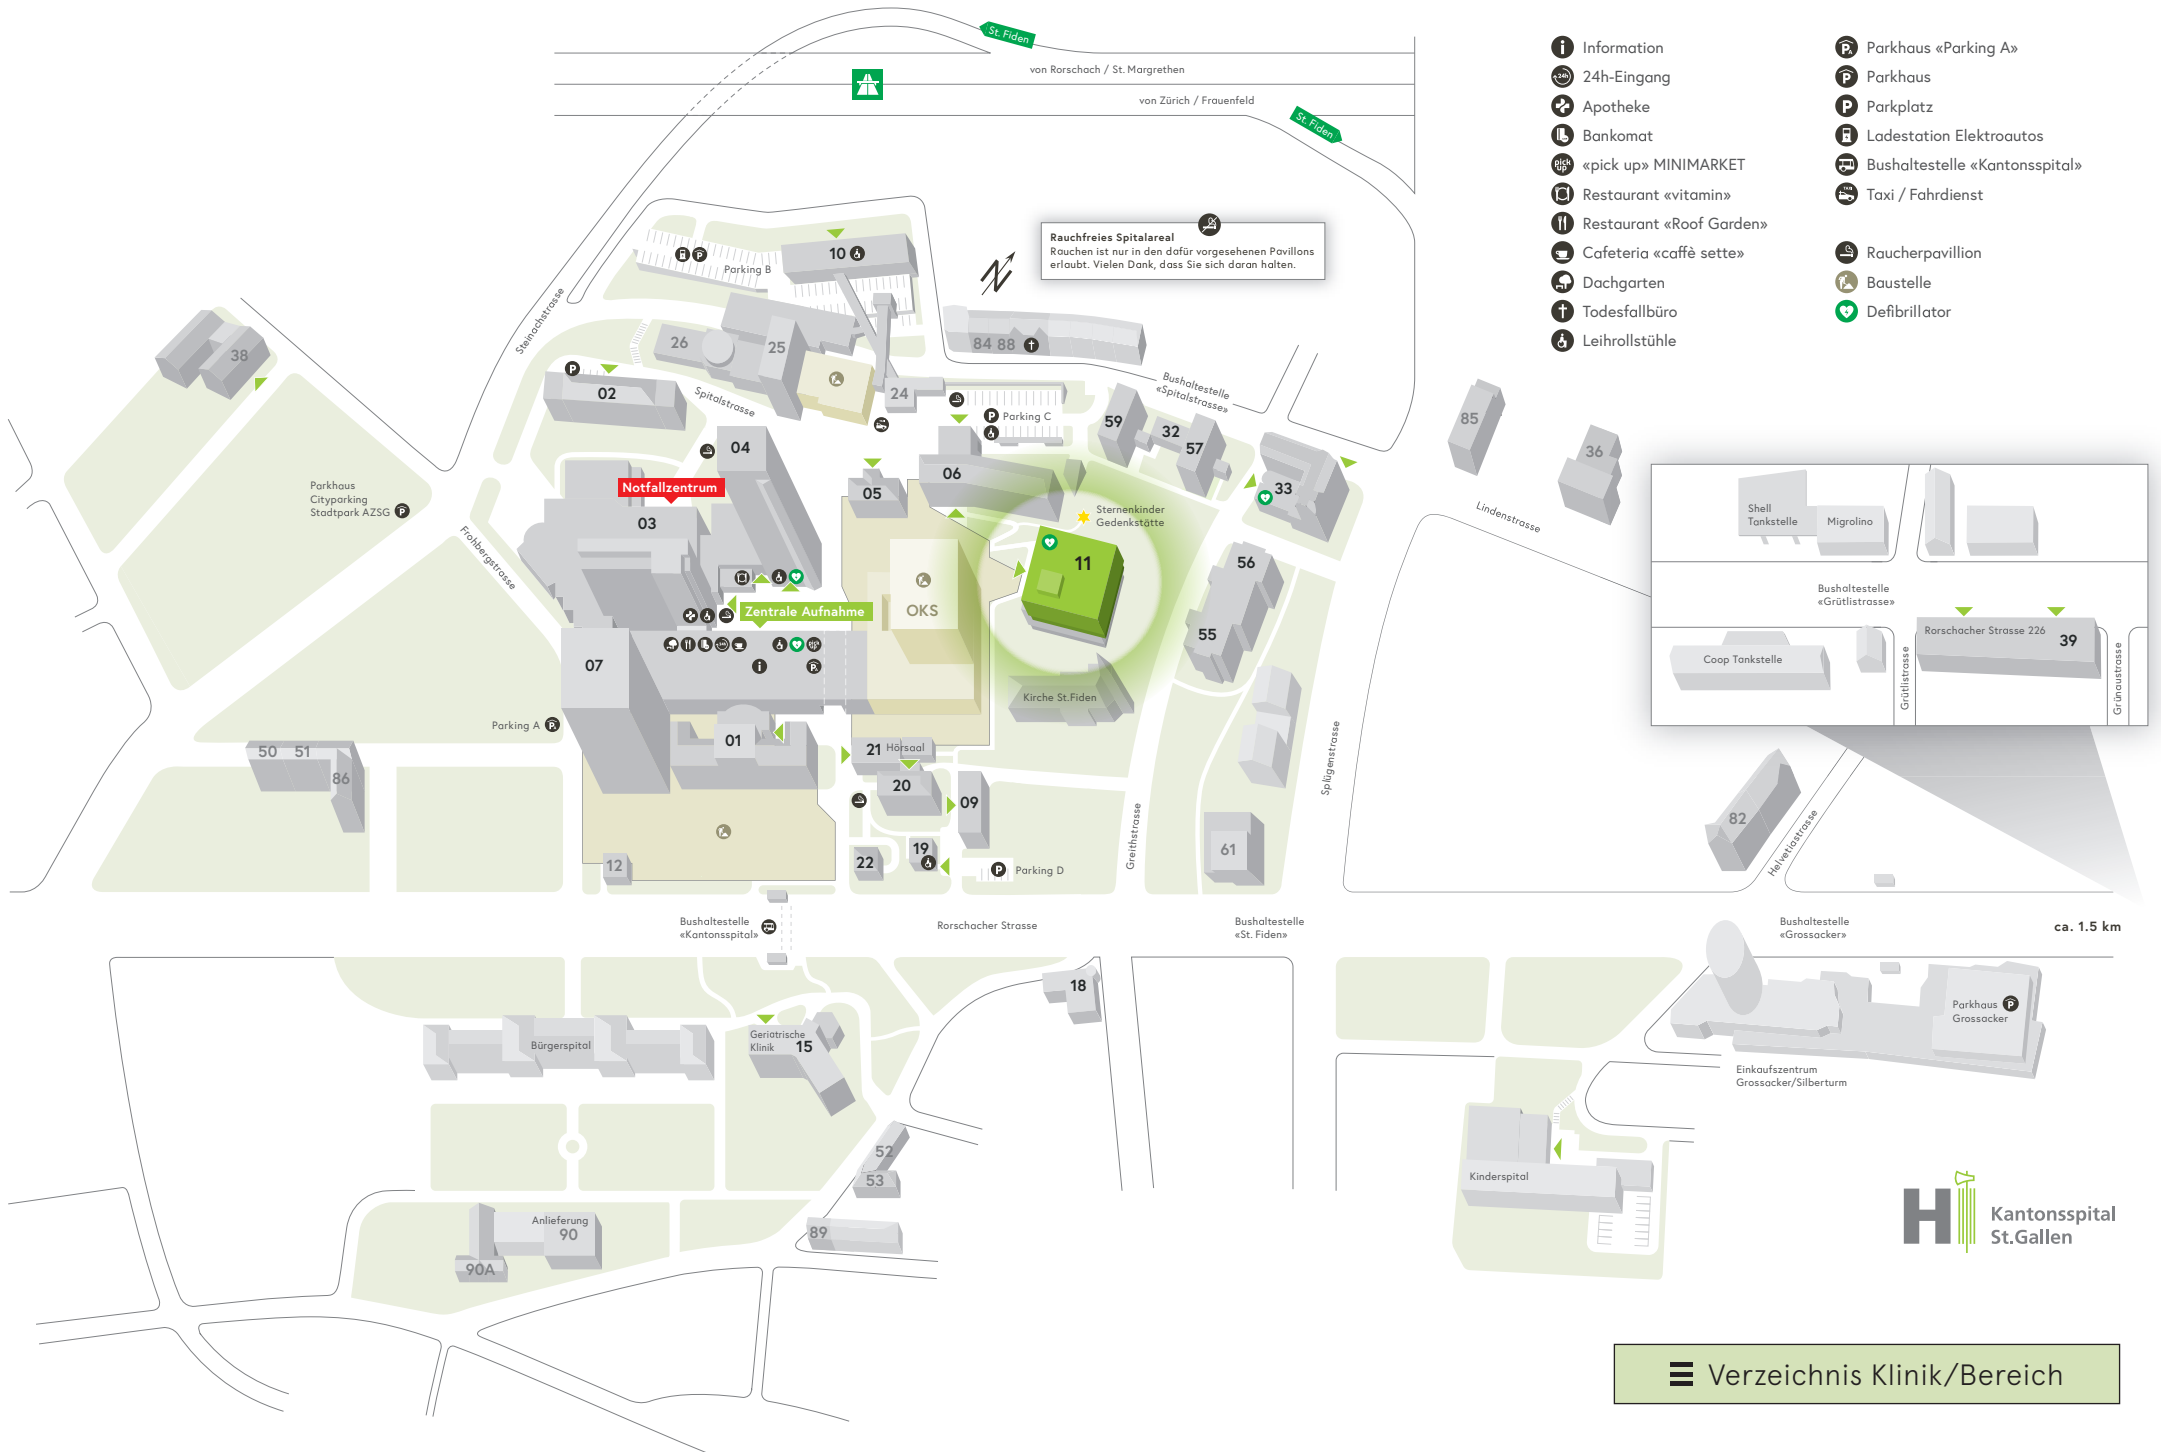 St. Fiden
von Rorschach / St. Margrethen
von Zürich / Frauenfeld
St. Fiden
Information
24h-Eingang
Apotheke
Bankomat
«pick up» MINIMARKET
Restaurant «vitamin»
Restaurant «Roof Garden»
Cafeteria «caffè sette»
Dachgarten
Todesfallbüro
Leihrollstühle
Parkhaus «Parking A»
Parkhaus
Parkplatz
Ladestation Elektroautos
Bushaltestelle «Kantonsspital»
Taxi / Fahrdienst
Raucherpavillion
Baustelle
Defibrillator
Rauchfreies Spitalareal
Rauchen ist nur in den dafür vorgesehenen Pavillons
erlaubt. Vielen Dank, dass Sie sich daran halten.
N
10
Parking B
Steinachstrasse
38
26
25
84 88
02
Spitalstrasse
24
Bushaltestelle
«Spitalstrasse»
Parking C
59
32
57
85
36
04
06
05
33
Notfallzentrum
03
Parkhaus
Cityparking
Stadtpark AZSG
Frohbergstrasse
Sternenkinder
Gedenkstätte
11
56
55
Lindenstrasse
Shell
Tankstelle
Migrolino
Bushaltestelle
«Grütlistrasse»
Coop Tankstelle
Grütlistrasse
Rorschacher Strasse 226
39
Grünaustrasse
OKS
Zentrale Aufnahme
07
Parking A
01
Kirche St.Fiden
50 51
86
21 Hörsaal
20
09
Splügenstrasse
Greithstrasse
61
82
Helvetiastrasse
12
22
19
Parking D
Bushaltestelle
«Kantonsspital»
Rorschacher Strasse
Bushaltestelle
«St. Fiden»
Bushaltestelle
«Grossacker»
ca. 1.5 km
18
Parkhaus
Grossacker
Bürgerspital
Geriatrische
Klinik
15
Einkaufszentrum
Grossacker/Silberturm
52
53
89
Kinderspital
Anlieferung
90
90A
H
Kantonsspital
St.Gallen
Verzeichnis Klinik/Bereich